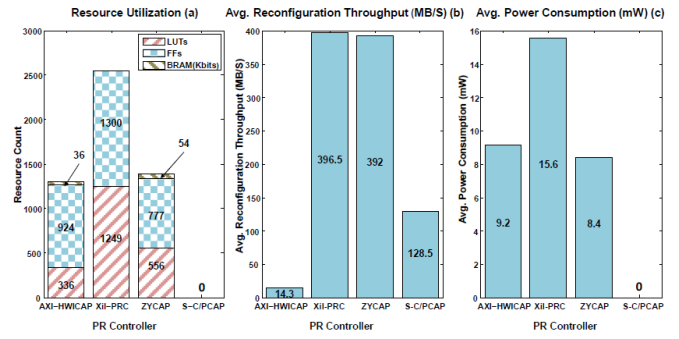 Resource Utilization (a)
3000
2500
2000
1500
1000
500
0
Resource Count
LUTs
FFs
BRAM(Kbits)
36
924
336
1300
1249
54
777
556
0
AXI−HWICAP Xil−PRC ZYCAP S−C/PCAP
PR Controller
Avg. Reconfiguration Throughput (MB/S) (b)
400
350
300
250
200
150
100
50
0
Avg. Reconfiguration Throughput (MB/S)
14.3
396.5
392
128.5
AXI−HWICAP Xil-PRC ZYCAP S-C/PCAP
PR Controller
Avg. Power Consumption (mW) (c)
16
14
12
10
8
6
4
2
0
Avg. Power Consumption (mW)
9.2
15.6
8.4
0
AXI−HWICAP Xil-PRC ZYCAP S−C/PCAP
PR Controller